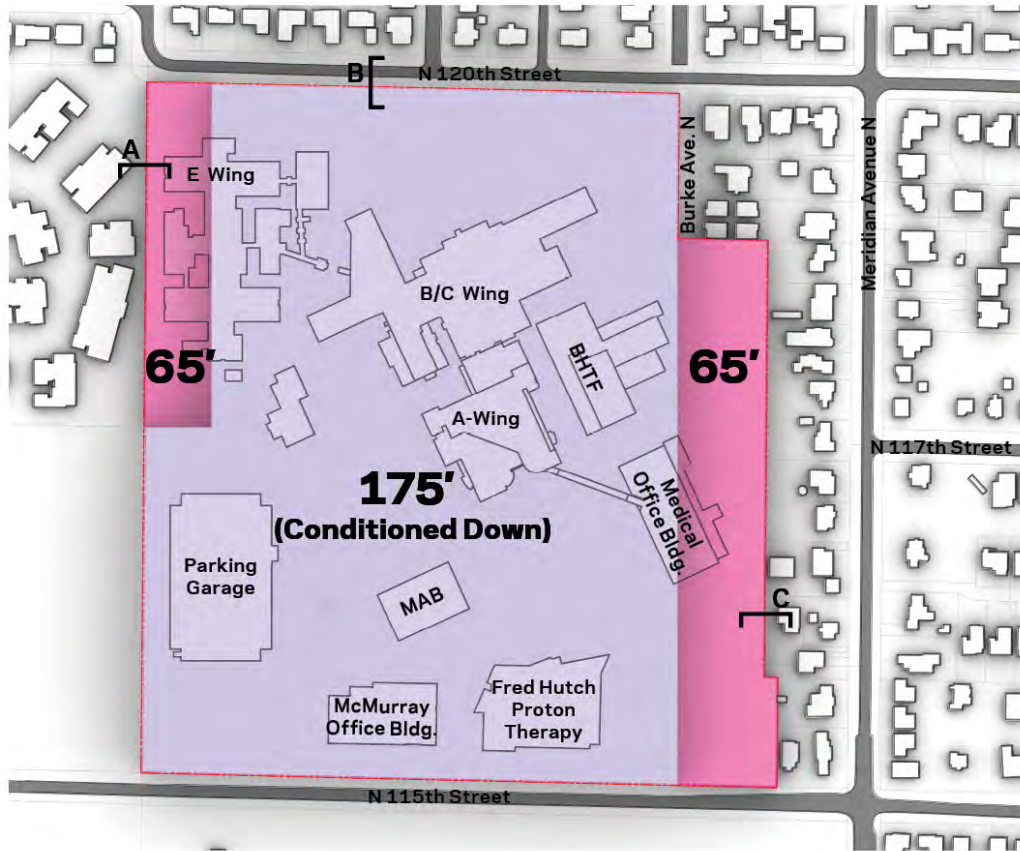 B
N 120th Street
A
E Wing
Burke Ave. N
Meridian Avenue N
B/C Wing
BHTF
65'
65'
A-Wing
N 117th Street
175'
(Conditioned Down)
Medical
Office Bldg.
Parking
Garage
MAB
C
McMurray
Office Bldg.
Fred Hutch
Proton
Therapy
N 115th Street